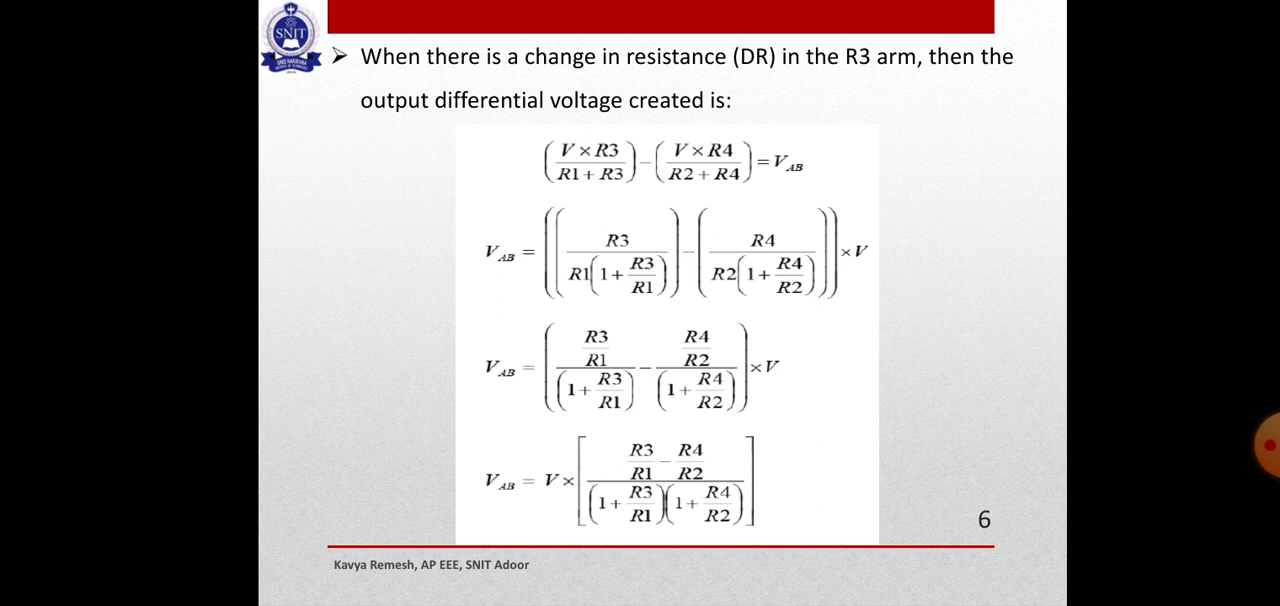 SNIT
➢ When there is a change in resistance (DR) in the R3 arm, then the
output differential voltage created is:
(V × R3 / R1 + R3) − (V × R4 / R2 + R4) = V_AB
V_AB = ((R3 / R1(1 + R3/R1)) − (R4 / R2(1 + R4/R2))) × V
V_AB = ((R3/R1) / (1 + R3/R1) − (R4/R2) / (1 + R4/R2)) × V
V_AB = V × [(R3/R1 − R4/R2) / (1 + R3/R1)(1 + R4/R2)]
6
Kavya Remesh, AP EEE, SNIT Adoor